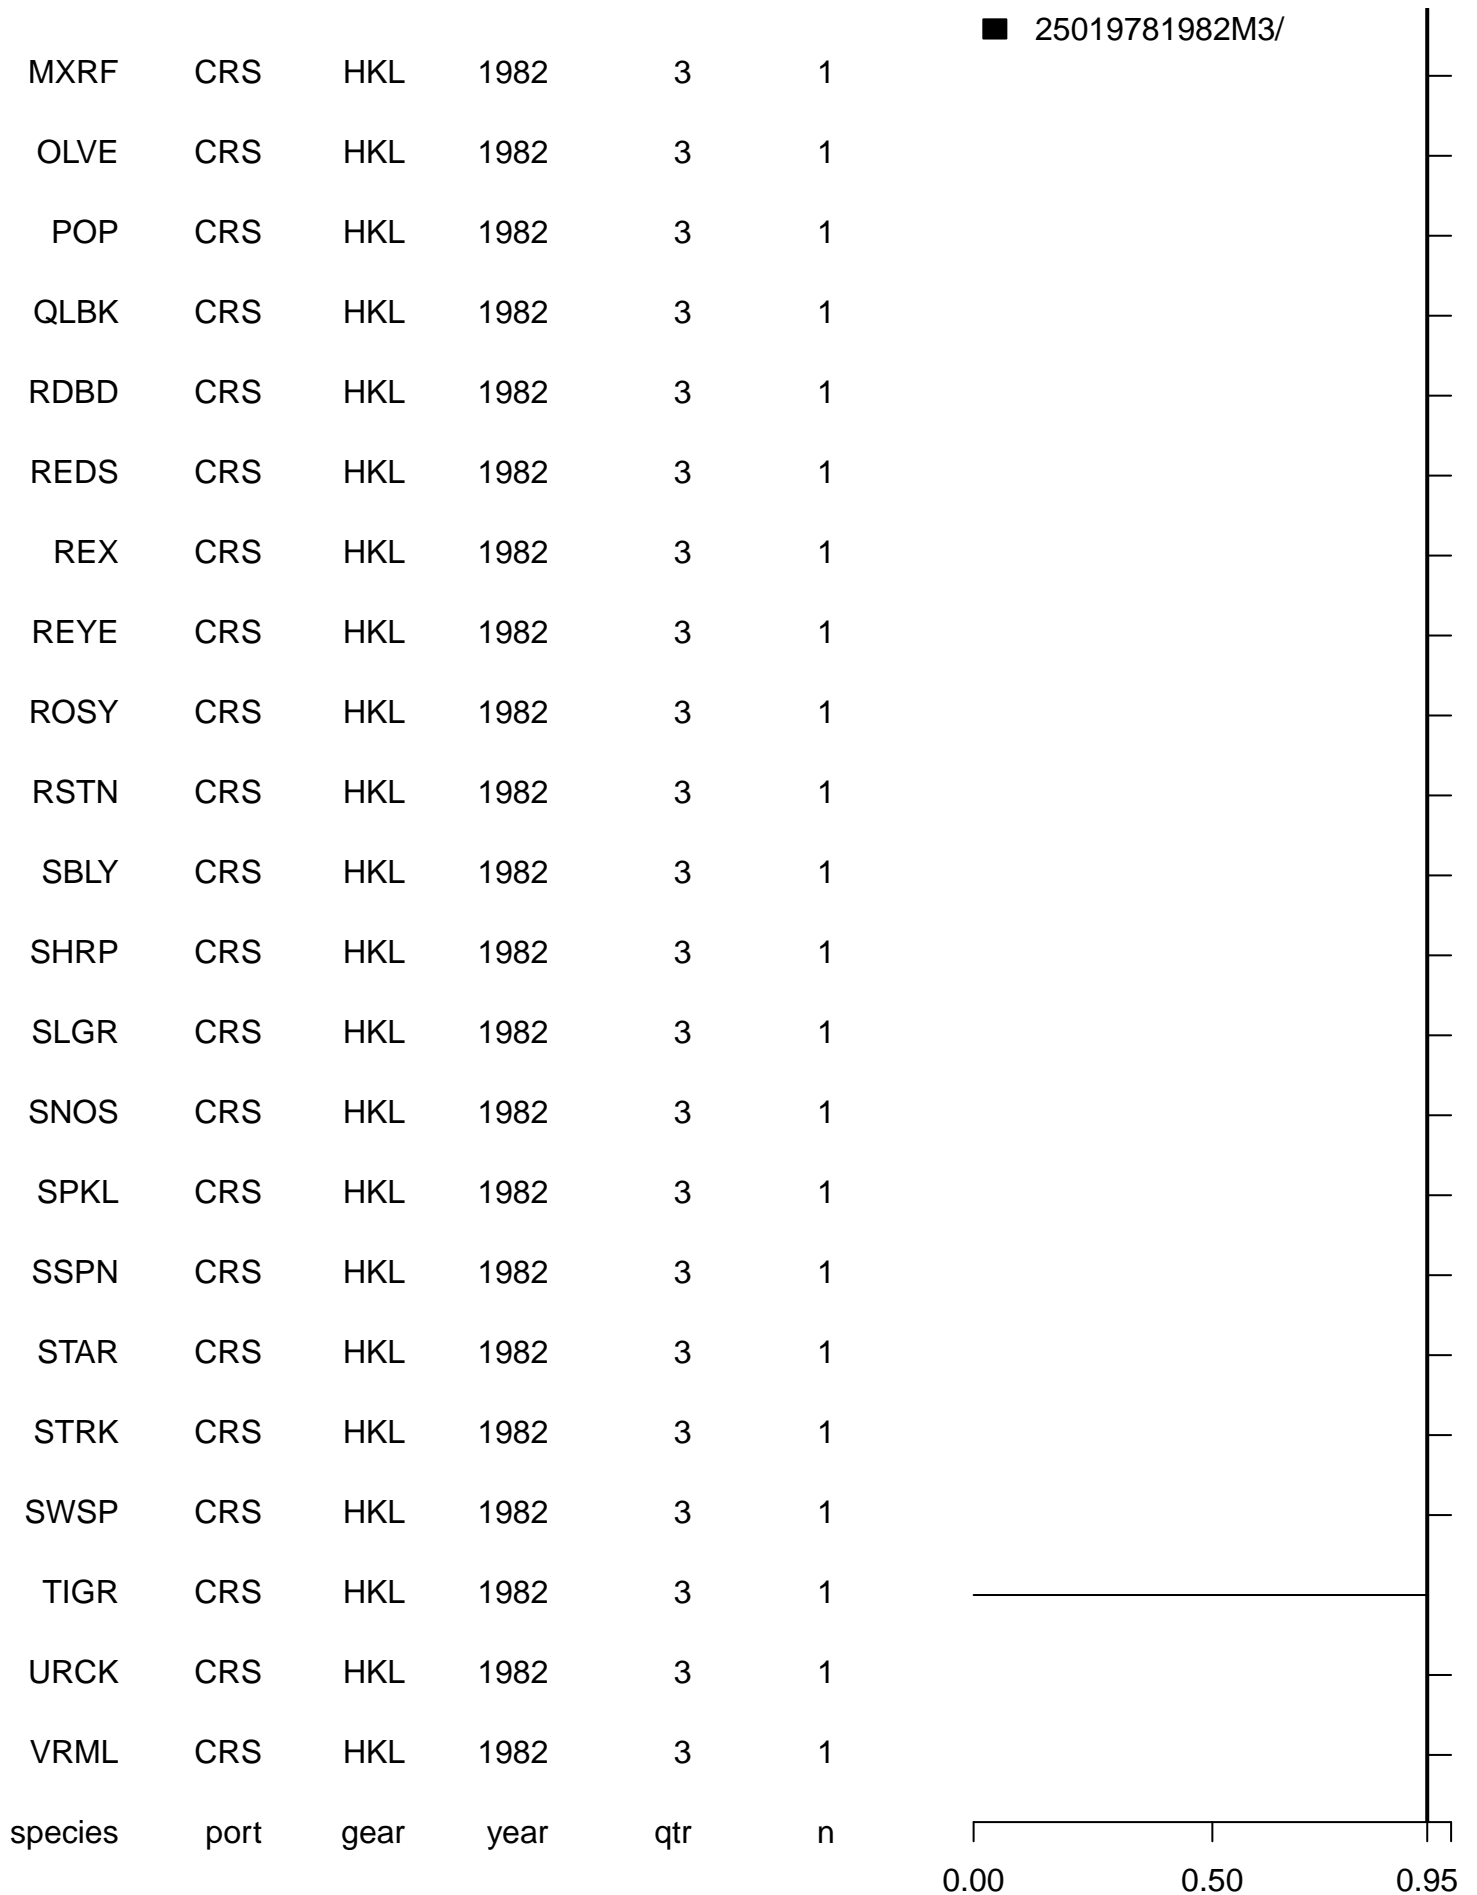 25019781982M3/
MXRF CRS HKL 1982 3 1
OLVE CRS HKL 1982 3 1
POP CRS HKL 1982 3 1
QLBK CRS HKL 1982 3 1
RDBD CRS HKL 1982 3 1
REDS CRS HKL 1982 3 1
REX CRS HKL 1982 3 1
REYE CRS HKL 1982 3 1
ROSY CRS HKL 1982 3 1
RSTN CRS HKL 1982 3 1
SBLY CRS HKL 1982 3 1
SHRP CRS HKL 1982 3 1
SLGR CRS HKL 1982 3 1
SNOS CRS HKL 1982 3 1
SPKL CRS HKL 1982 3 1
SSPN CRS HKL 1982 3 1
STAR CRS HKL 1982 3 1
STRK CRS HKL 1982 3 1
SWSP CRS HKL 1982 3 1
TIGR CRS HKL 1982 3 1
URCK CRS HKL 1982 3 1
VRML CRS HKL 1982 3 1
species port gear year qtr n
0.00 0.50 0.95